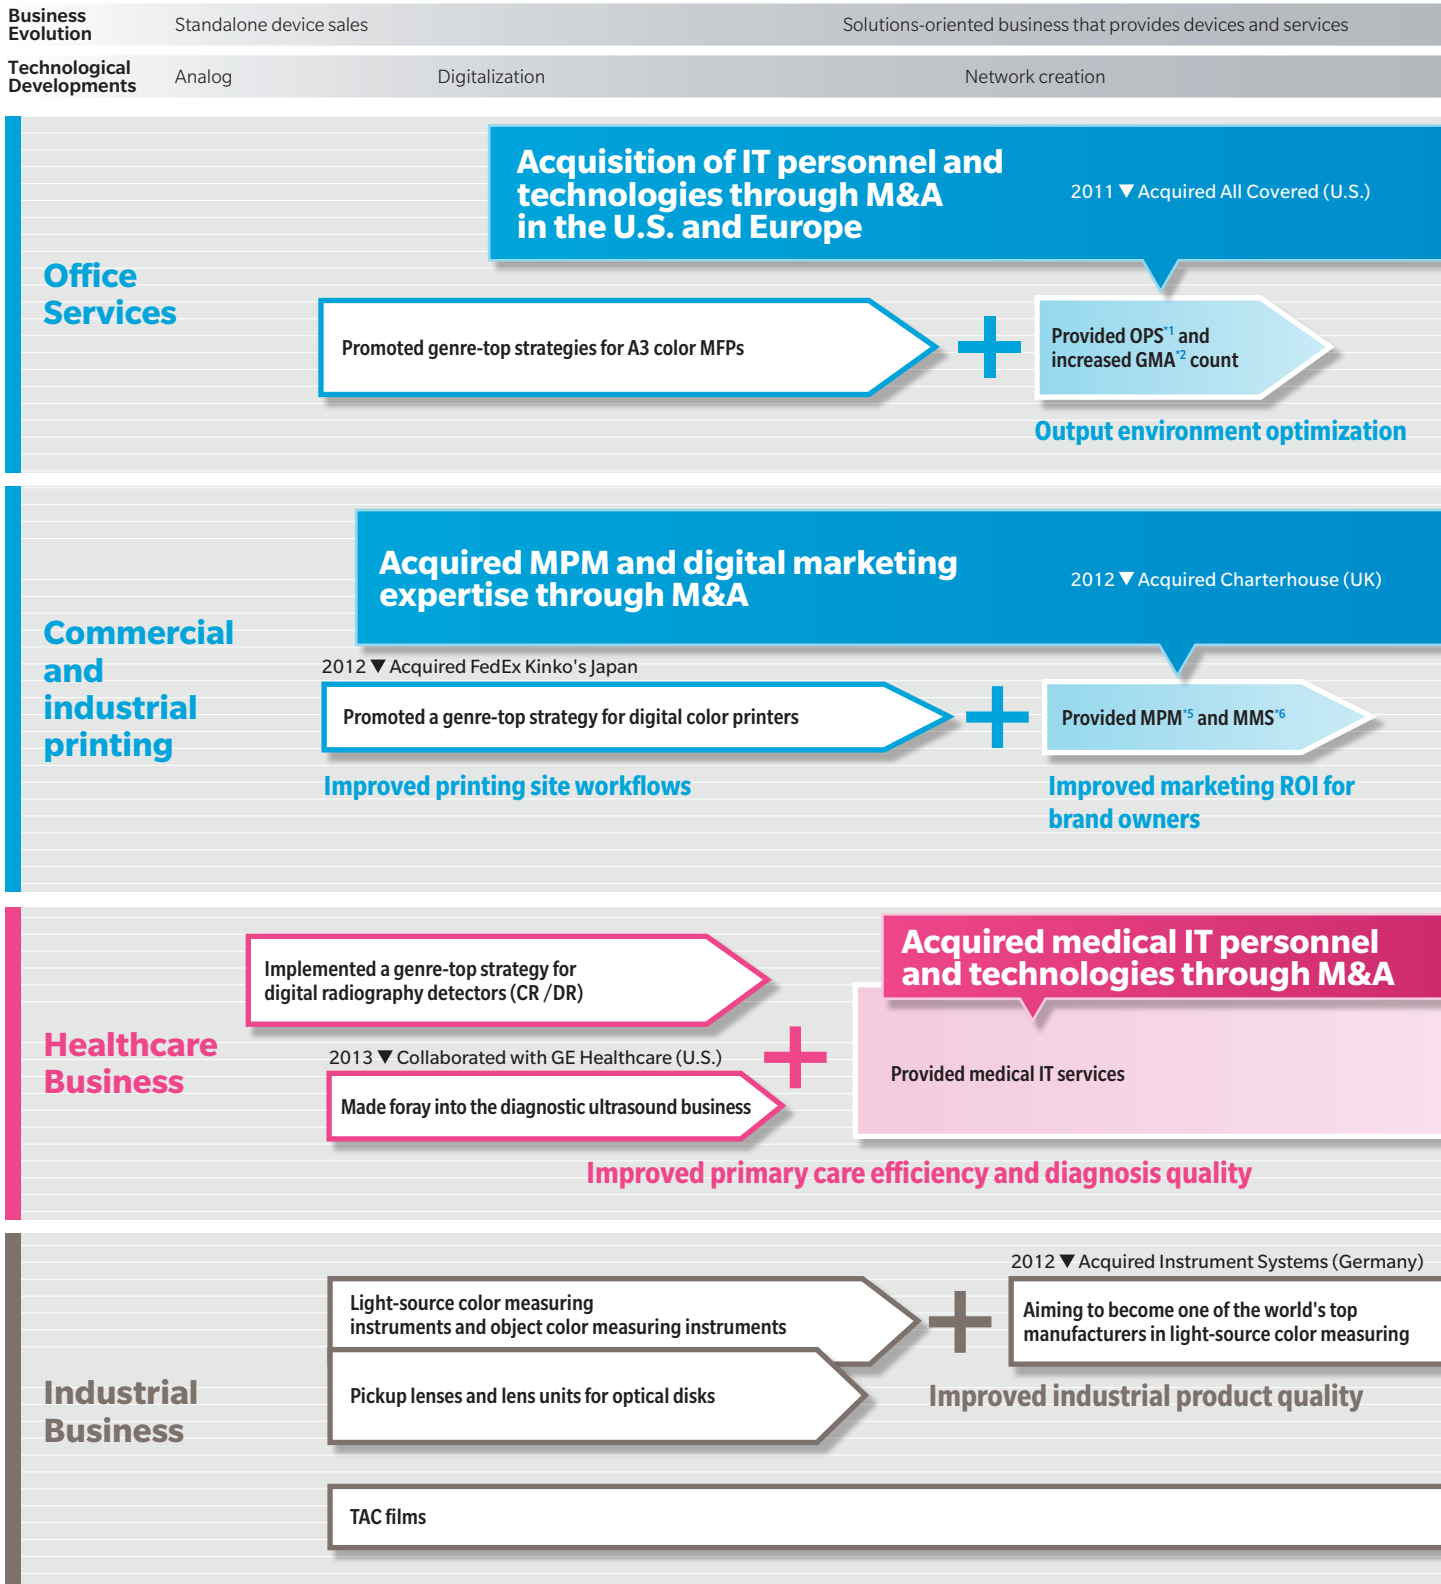 Business
Evolution
Standalone device sales
Solutions-oriented business that provides devices and services
Technological
Developments
Analog
Digitalization
Network creation
Office
Services
Acquisition of IT personnel and
technologies through M&A
in the U.S. and Europe
2011 ▼ Acquired All Covered (U.S.)
Promoted genre-top strategies for A3 color MFPs
Provided OPS*1 and
increased GMA*2 count
Output environment optimization
Commercial
and
industrial
printing
Acquired MPM and digital marketing
expertise through M&A
2012 ▼ Acquired Charterhouse (UK)
2012 ▼ Acquired FedEx Kinko's Japan
Promoted a genre-top strategy for digital color printers
Provided MPM*5 and MMS*6
Improved printing site workflows
Improved marketing ROI for
brand owners
Healthcare
Business
Implemented a genre-top strategy for
digital radiography detectors (CR /DR)
2013 ▼ Collaborated with GE Healthcare (U.S.)
Made foray into the diagnostic ultrasound business
Acquired medical IT personnel
and technologies through M&A
Provided medical IT services
Improved primary care efficiency and diagnosis quality
Industrial
Business
Light-source color measuring
instruments and object color measuring instruments
2012 ▼ Acquired Instrument Systems (Germany)
Aiming to become one of the world's top
manufacturers in light-source color measuring
Pickup lenses and lens units for optical disks
Improved industrial product quality
TAC films